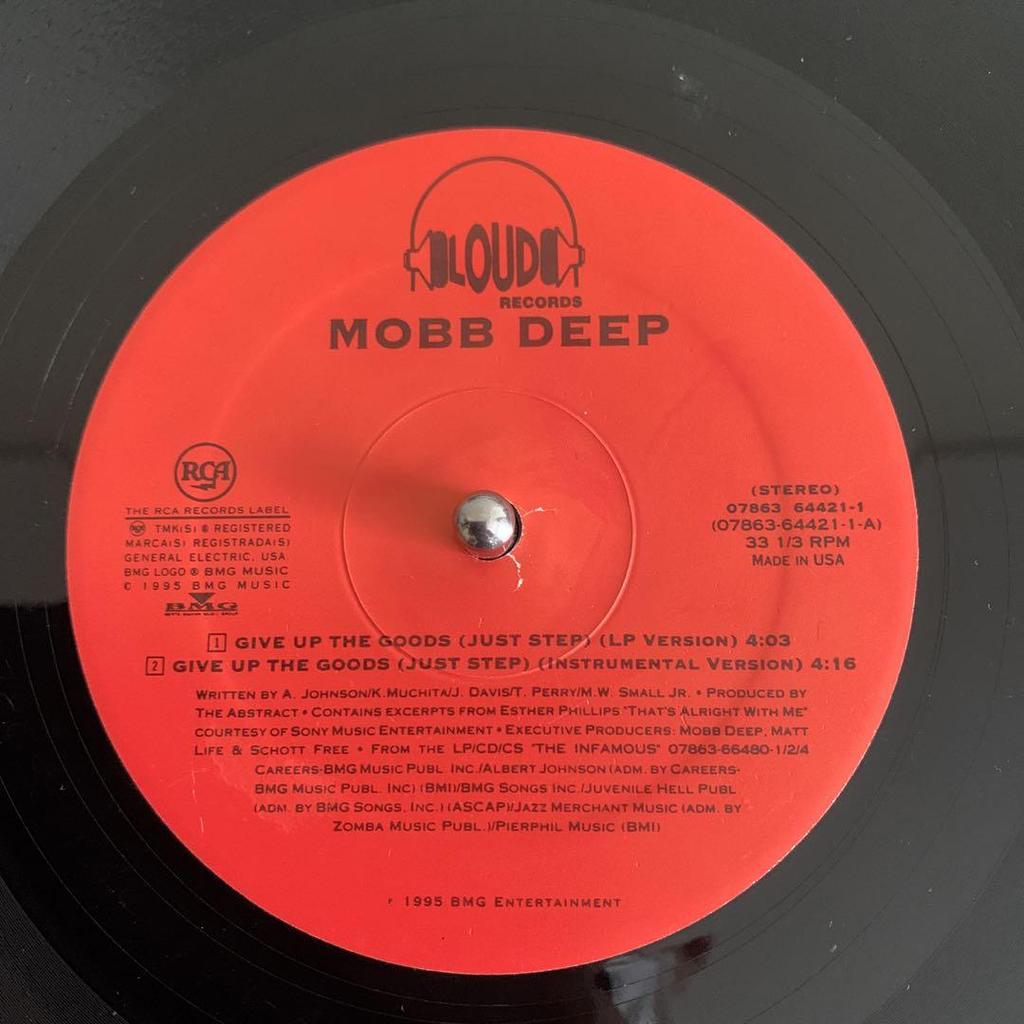 LOUD
RECORDS
MOBB DEEP
RCA
THE RCA RECORDS LABEL
TMK(S) ® REGISTERED
MARCA(S) REGISTRADA(S)
GENERAL ELECTRIC, USA.
BMG LOGO ® BMG MUSIC
© 1995 BMG MUSIC
BMG
(STEREO)
07863 64421-1
(07863-64421-1-A)
33 1/3 RPM
MADE IN USA
1 GIVE UP THE GOODS (JUST STEP) (LP VERSION) 4:03
2 GIVE UP THE GOODS (JUST STEP) (INSTRUMENTAL VERSION) 4:16
WRITTEN BY A. JOHNSON/K.MUCHITA/J. DAVIS/T. PERRY/M.W. SMALL JR. • PRODUCED BY
THE ABSTRACT • CONTAINS EXCERPTS FROM ESTHER PHILLIPS "THAT'S ALRIGHT WITH ME"
COURTESY OF SONY MUSIC ENTERTAINMENT • EXECUTIVE PRODUCERS: MOBB DEEP, MATT
LIFE & SCHOTT FREE • FROM THE LP/CD/CS "THE INFAMOUS" 07863-66480-1/2/4
CAREERS-BMG MUSIC PUBL. INC./ALBERT JOHNSON (ADM. BY CAREERS-
BMG MUSIC PUBL. INC) (BMI)/BMG SONGS INC./JUVENILE HELL PUBL
(ADM. BY BMG SONGS, INC.) (ASCAP)/JAZZ MERCHANT MUSIC (ADM. BY
ZOMBA MUSIC PUBL.)/PIERPHIL MUSIC (BMI)
℗ 1995 BMG ENTERTAINMENT